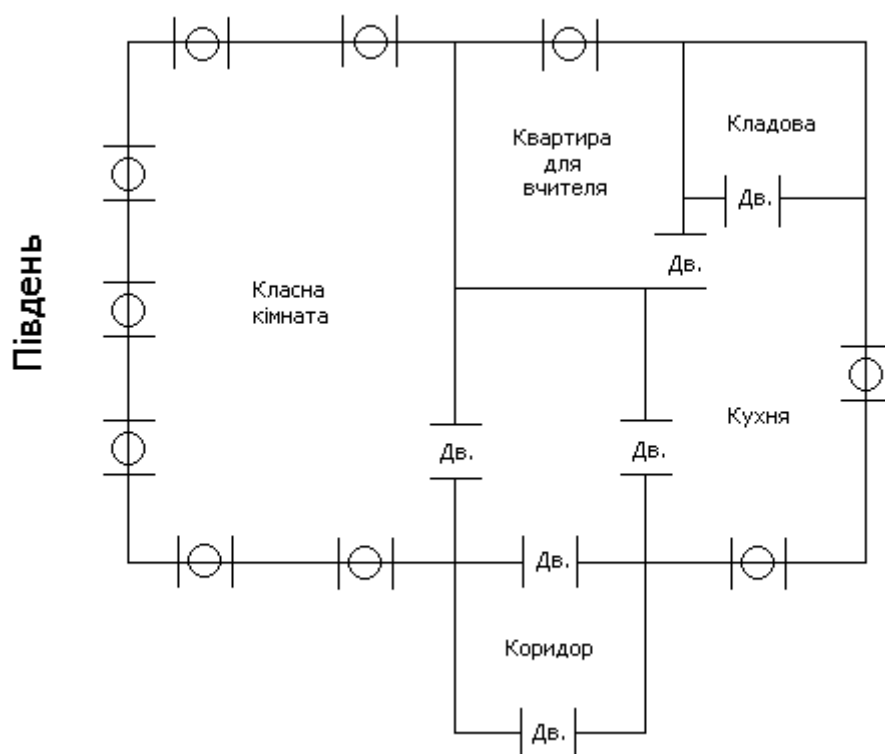 Кладова
Квартира
для
вчителя
Дв.
Дв.
Південь
Класна
кімната
Кухня
Дв.
Дв.
Дв.
Коридор
Дв.